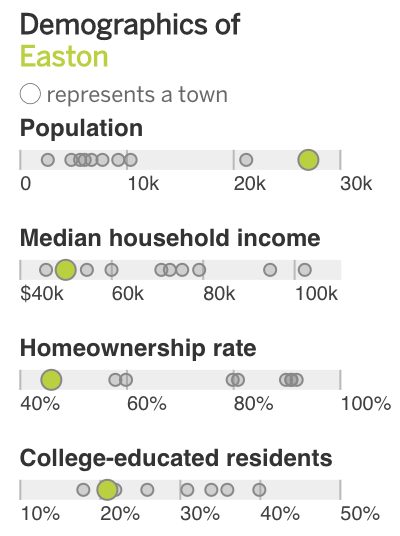 Demographics of
Easton
represents a town
Population
0 10k 20k 30k
Median household income
$40k 60k 80k 100k
Homeownership rate
40% 60% 80% 100%
College-educated residents
10% 20% 30% 40% 50%